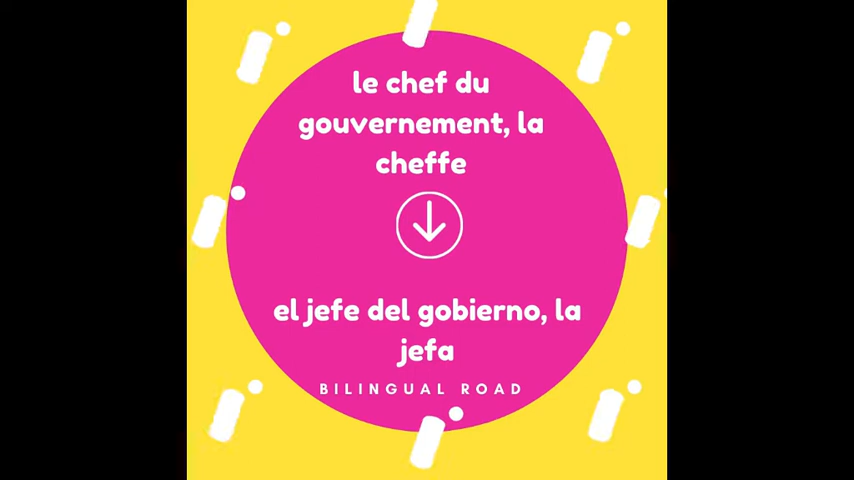 le chef du
gouvernement, la
cheffe
el jefe del gobierno, la
jefa
BILINGUAL ROAD